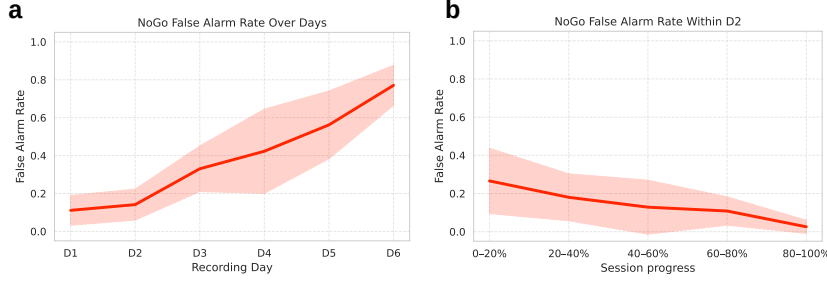 a
NoGo False Alarm Rate Over Days
False Alarm Rate
1.0
0.8
0.6
0.4
0.2
0.0
D1 D2 D3 D4 D5 D6
Recording Day
b
NoGo False Alarm Rate Within D2
False Alarm Rate
1.0
0.8
0.6
0.4
0.2
0.0
0–20% 20–40% 40–60% 60–80% 80–100%
Session progress